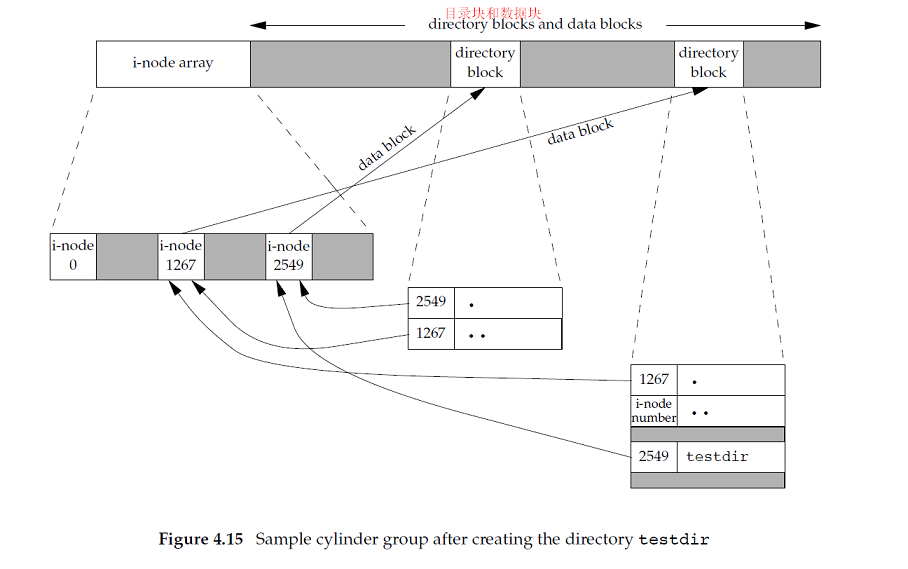 目录块和数据块
directory blocks and data blocks
i-node array
directory
block
directory
block
data block
data block
i-node
0
i-node
1267
i-node
2549
2549 .
1267 ..
1267 .
i-node
number ..
2549 testdir
Figure 4.15 Sample cylinder group after creating the directory testdir